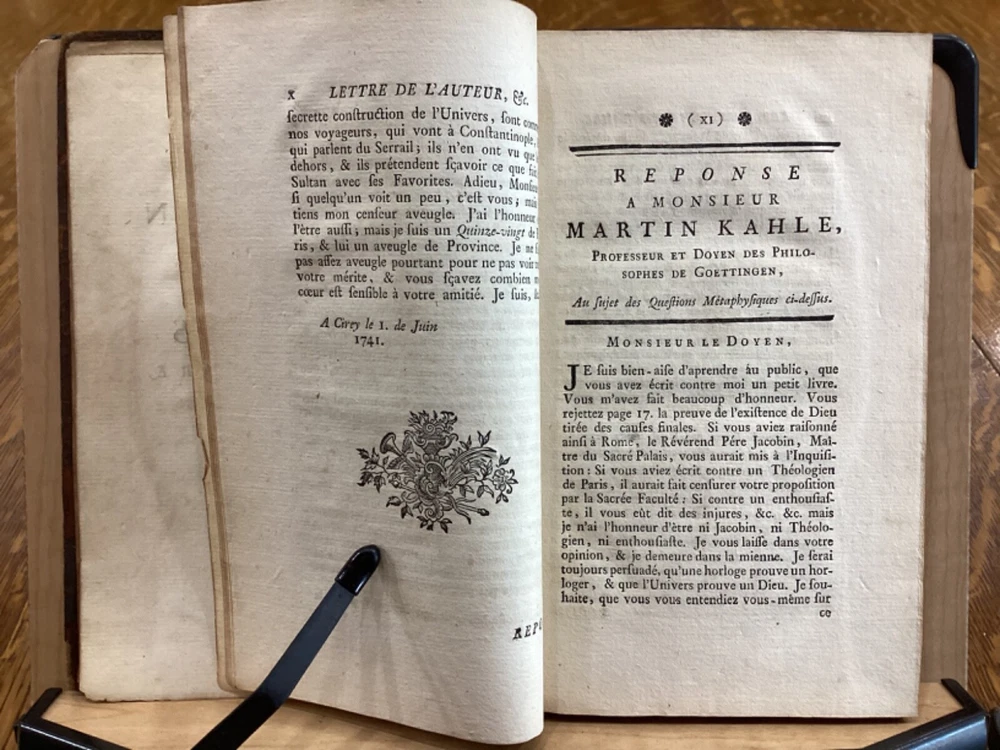 x LETTRE DE L'AUTEUR, &c.
ſecrette conſtruction de l'Univers, ſont
nos voyageurs, qui vont à Conſtantinople,
qui parlent du Serrail; ils n'en ont vu que
dehors, & ils prétendent ſçavoir ce que
Sultan avec ſes Favorites. Adieu,
ſi quelqu'un voit un peu, c'eſt vous;
tiens mon cenſeur aveugle. J'ai l'honneur
l'être auſſi; mais je ſuis un Quinze-vingt de
ris, & lui un aveugle de Province. Je
pas aſſez aveugle pourtant pour ne pas voir
votre mérite, & vous ſçavez combien
cœur eſt ſenſible à votre amitié. Je ſuis,
A Cirey le 1. de Juin
1741.
( XI )
REPONSE
A MONSIEUR
MARTIN KAHLE,
PROFESSEUR ET DOYEN DES PHILO-
SOPHES DE GOETTINGEN,
Au ſujet des Queſtions Métaphyſiques ci-deſſus.
MONSIEUR LE DOYEN,
JE ſuis bien-aiſe d'aprendre áu public, que
vous avez écrit contre moi un petit livre.
Vous m'avez fait beaucoup d'honneur. Vous
rejettez page 17. la preuve de l'exiſtence de Dieu
tirée des cauſes finales. Si vous aviez raiſonné
ainſi à Rome, le Révérend Pére Jacobin, Maî-
tre du Sacré Palais, vous aurait mis à l'Inquiſi-
tion: Si vous aviez écrit contre un Théologien
de Paris, il aurait fait cenſurer votre propoſition
par la Sacrée Faculté: Si contre un enthouſiaſ-
te, il vous eût dit des injures, &c. &c. mais
je n'ai l'honneur d'être ni Jacobin, ni Théolo-
gien, ni enthouſiaſte. Je vous laiſſe dans votre
opinion, & je demeure dans la mienne. Je ſerai
toujours perſuadé, qu'une horloge prouve un hor-
loger, & que l'Univers prouve un Dieu. Je ſou-
haite, que vous vous entendiez vous-même ſur
ce